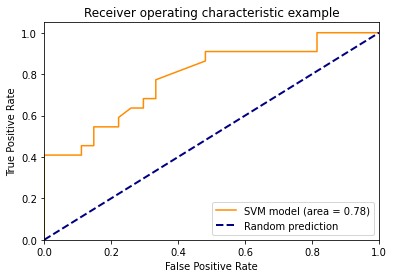 Receiver operating characteristic example
True Positive Rate
1.0
0.8
0.6
0.4
0.2
0.0
SVM model (area = 0.78)
Random prediction
0.0 0.2 0.4 0.6 0.8 1.0
False Positive Rate